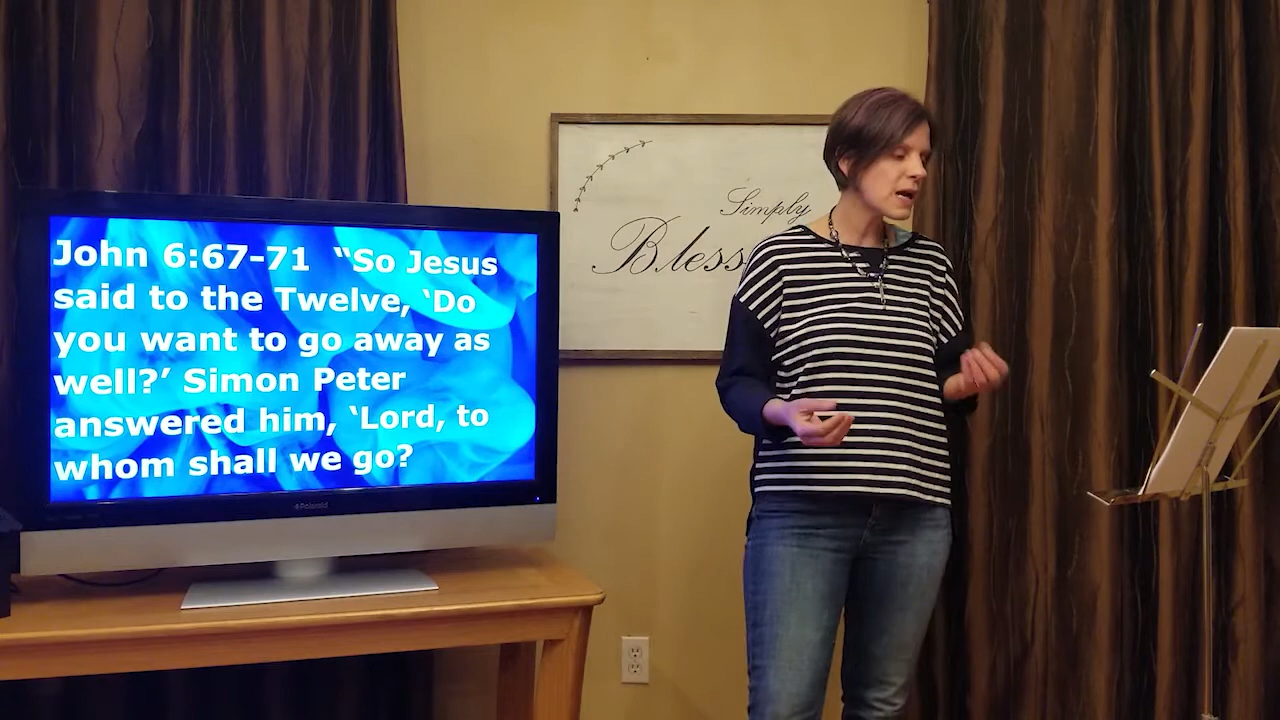 John 6:67-71 “So Jesus
said to the Twelve, ‘Do
you want to go away as
well?’ Simon Peter
answered him, ‘Lord, to
whom shall we go?
Polaroid
Simply
Bless